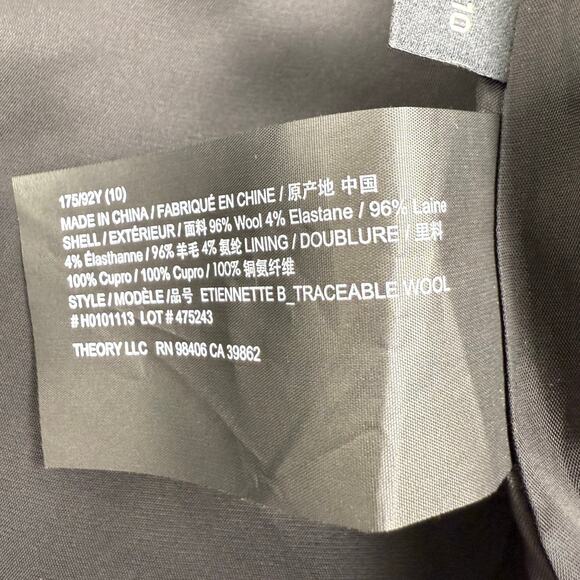 10
175/92Y (10)
MADE IN CHINA / FABRIQUÉ EN CHINE / 原产地 中国
SHELL / EXTÉRIEUR / 面料 96% Wool 4% Elastane / 96% Laine
4% Élasthanne / 96% 羊毛 4% 氨纶 LINING / DOUBLURE / 里料
100% Cupro / 100% Cupro / 100% 铜氨纤维
STYLE / MODÈLE /品号 ETIENNETTE B_TRACEABLE WOOL
# H0101113 LOT # 475243
THEORY LLC RN 98406 CA 39862